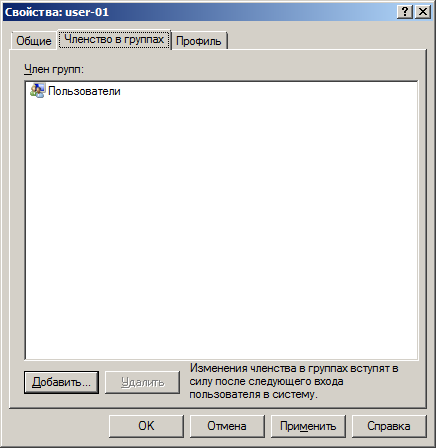 Свойства: user-01
Общие
Членство в группах
Профиль
Член групп:
Пользователи
Добавить...
Удалить
Изменения членства в группах вступят в
силу после следующего входа
пользователя в систему.
OK
Отмена
Применить
Справка